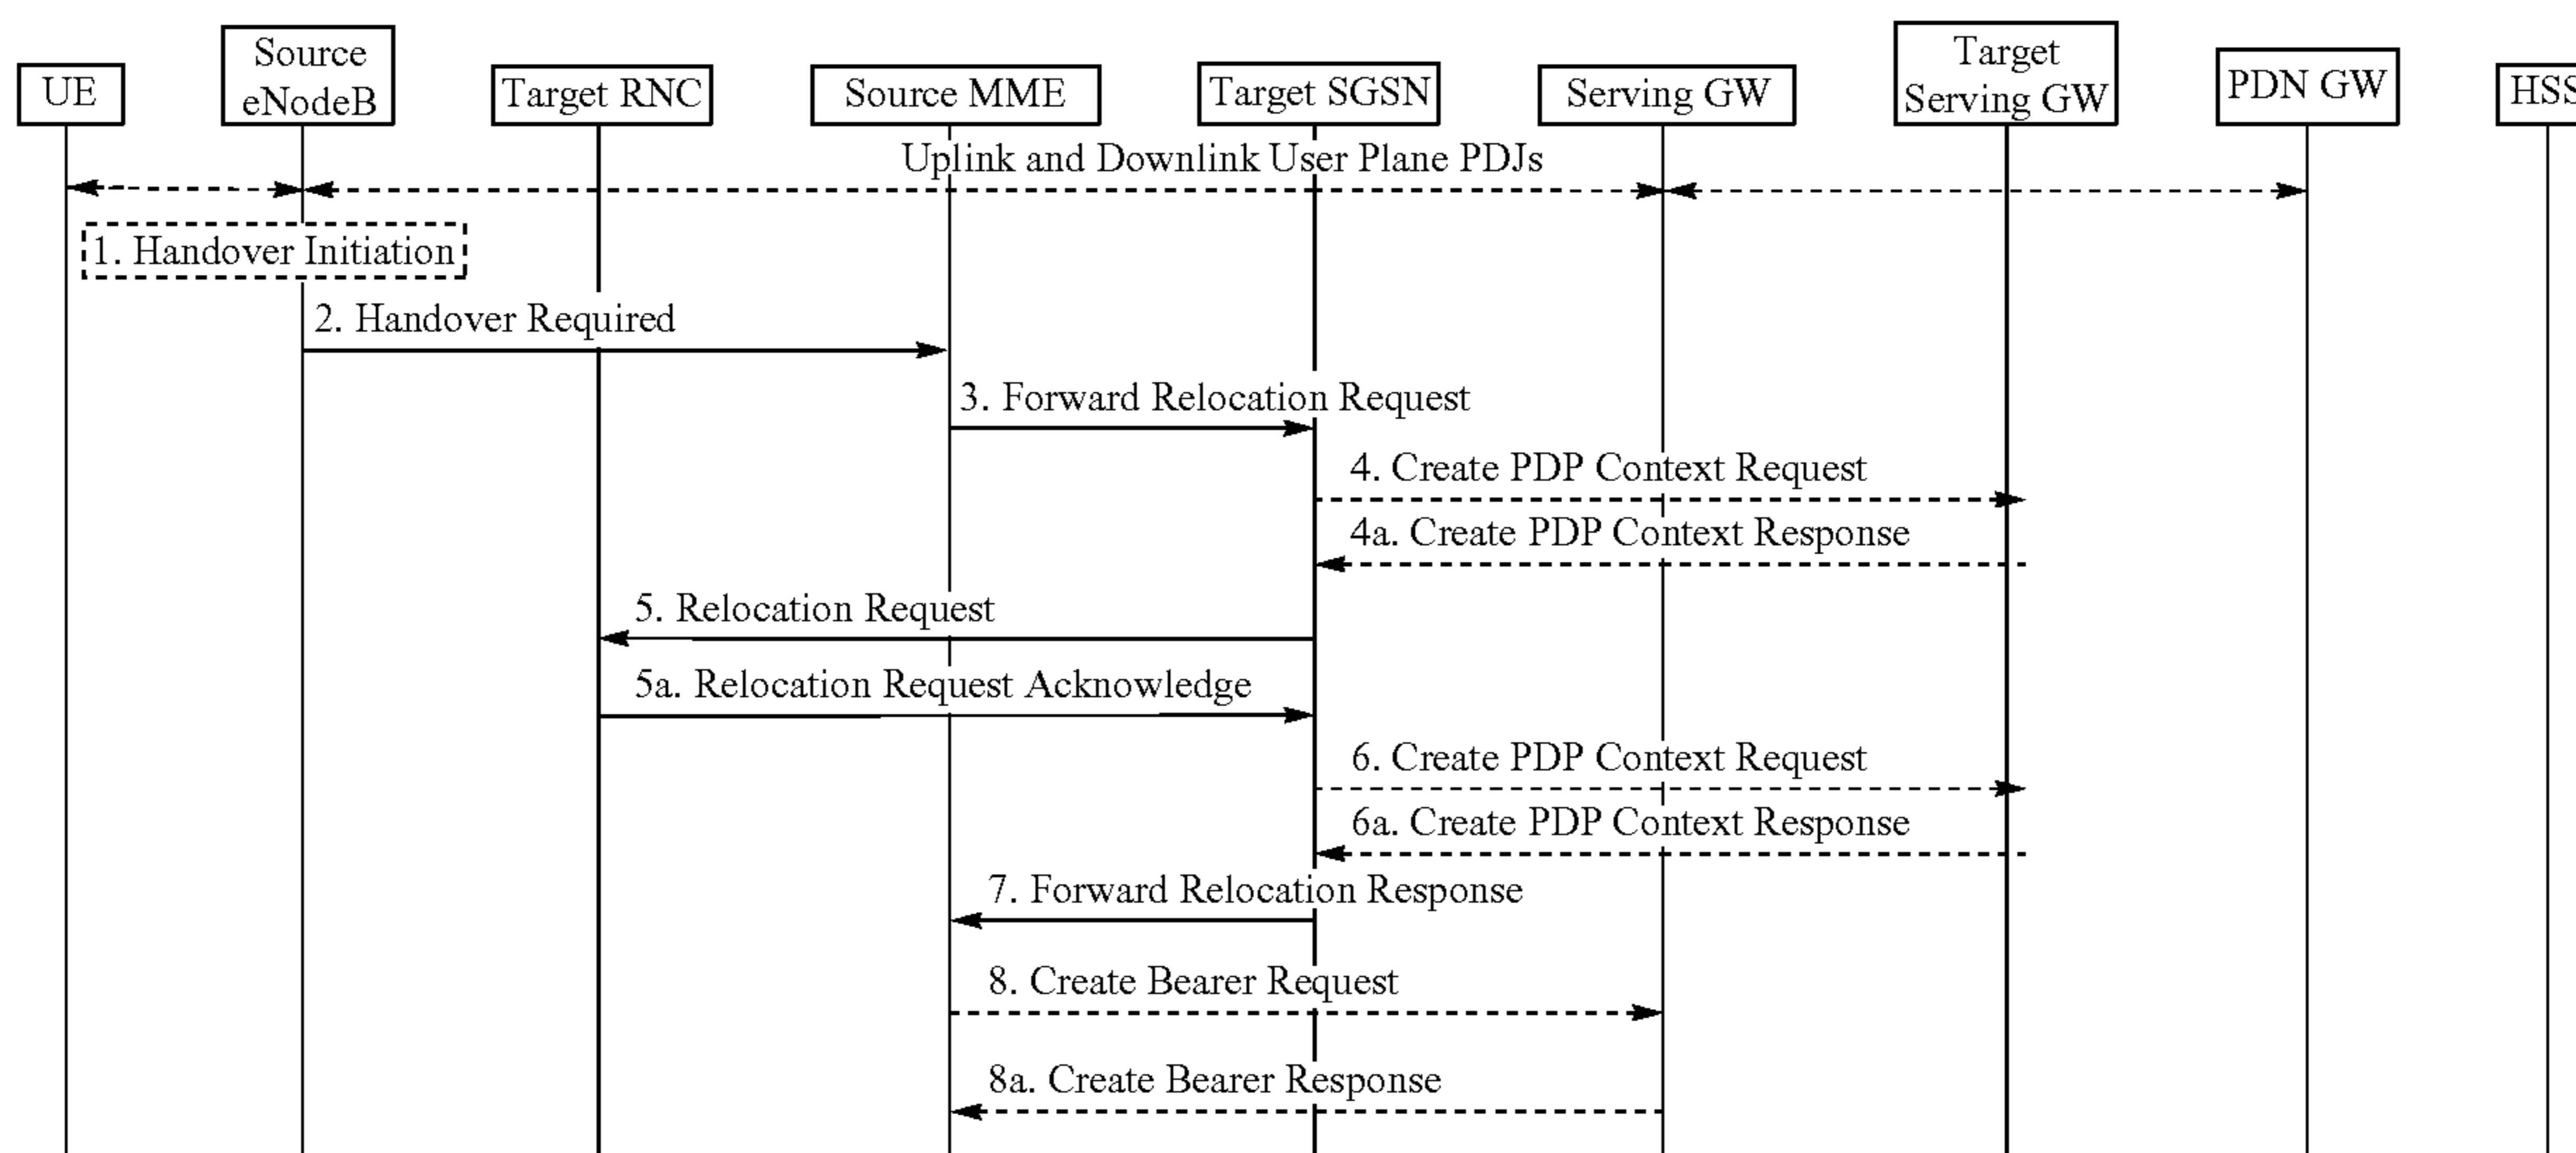 UE
Source
eNodeB
Target RNC
Source MME
Target SGSN
Serving GW
Target
Serving GW
PDN GW
HSS
Uplink and Downlink User Plane PDJs
1. Handover Initiation
2. Handover Required
3. Forward Relocation Request
4. Create PDP Context Request
4a. Create PDP Context Response
5. Relocation Request
5a. Relocation Request Acknowledge
6. Create PDP Context Request
6a. Create PDP Context Response
7. Forward Relocation Response
8. Create Bearer Request
8a. Create Bearer Response